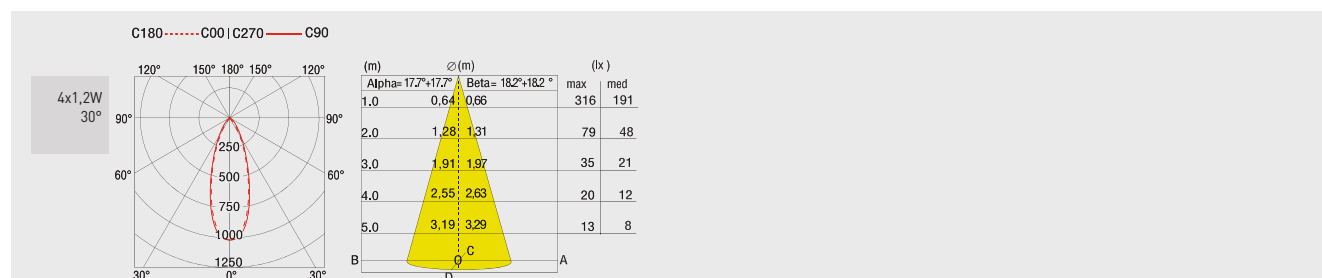 C180 C00 | C270 C90
4x1,2W
30°
120° 150° 180° 150° 120°
90° 90°
250
60° 500 60°
750
1000
1250
30° 0° 30°
(m) ∅(m) (lx )
Alpha= 17.7°+17.7° Beta= 18.2°+18.2 ° max med
1.0 0,64 0,66 316 191
2.0 1,28 1,31 79 48
3.0 1,91 1,97 35 21
4.0 2,55 2,63 20 12
5.0 3,19 3,29 13 8
C
B O A
D